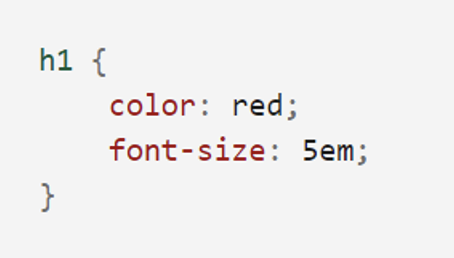 h1 {
    color: red;
    font-size: 5em;
}